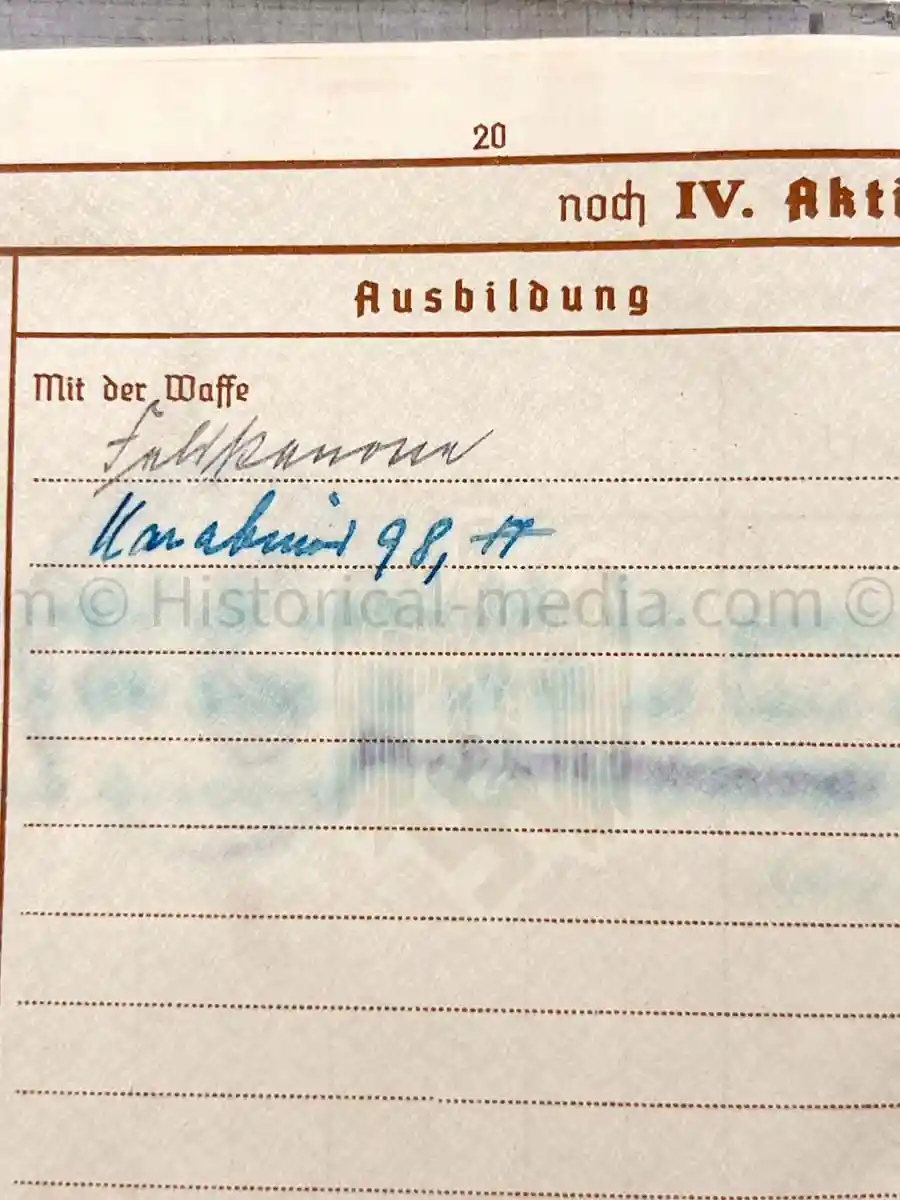 20
noch IV. Akti
Ausbildung
Mit der Waffe
Feldkanone
Karabiner 98,
m © Historical-media.com ©